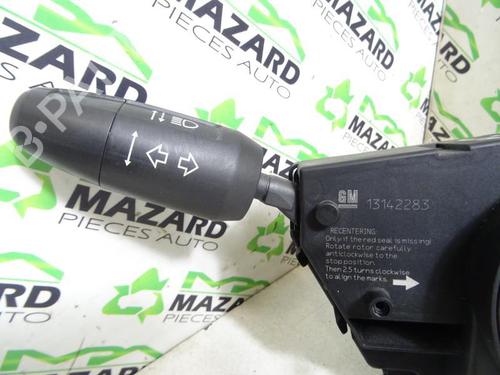 MAZARD
PIECES AUTO
MAZARD
PIECES AUTO
MAZARD
PIECES AUTO
MAZARD
PIECES AUTO
GM 13142283
RECENTERING:
Only if the red seal is missing!
Rotate rotor carefully
anticlockwise to the
stop position.
Then 2.5 turns clockwise
to align the marks.